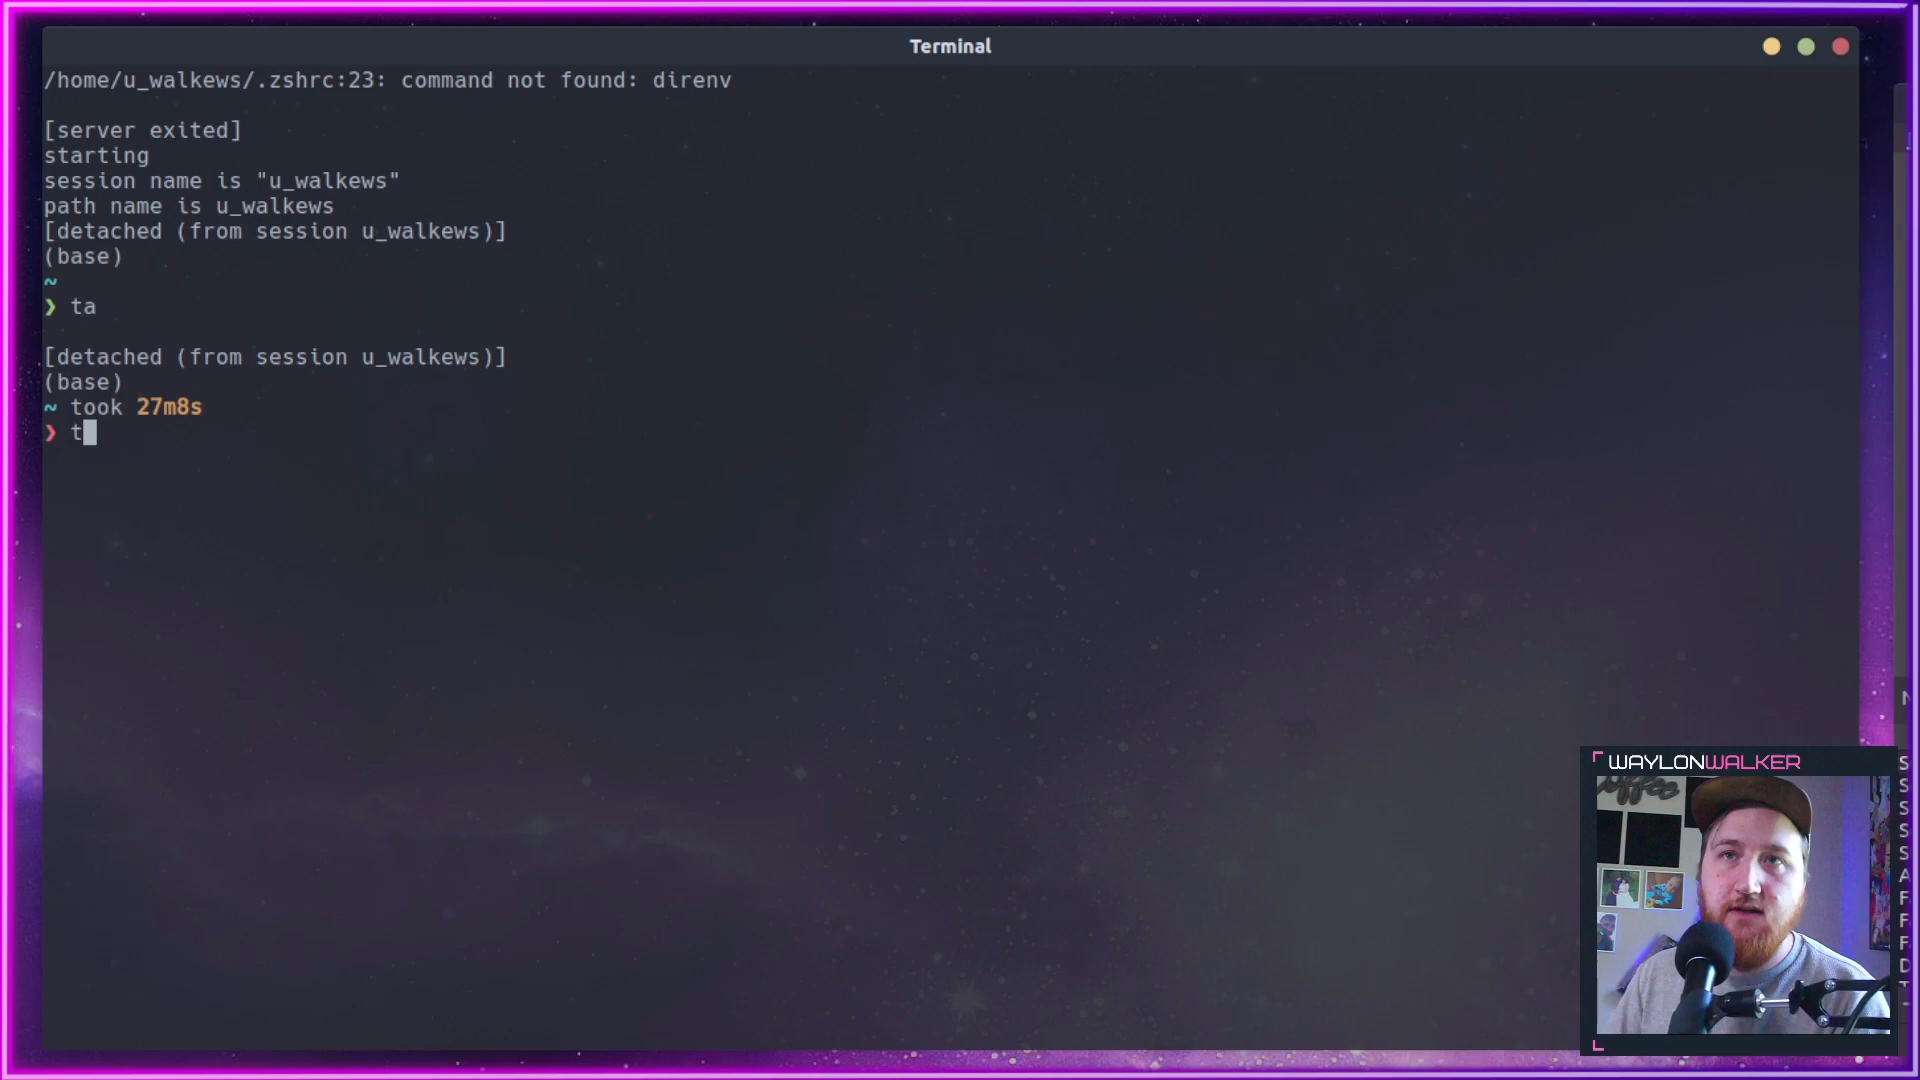 Terminal
/home/u_walkews/.zshrc:23: command not found: direnv
[server exited]
starting
session name is "u_walkews"
path name is u_walkews
[detached (from session u_walkews)]
(base)
~
❯ ta
[detached (from session u_walkews)]
(base)
~ took 27m8s
❯ t
WAYLONWALKER
N
S
S
S
S
S
A
F
F
F
D